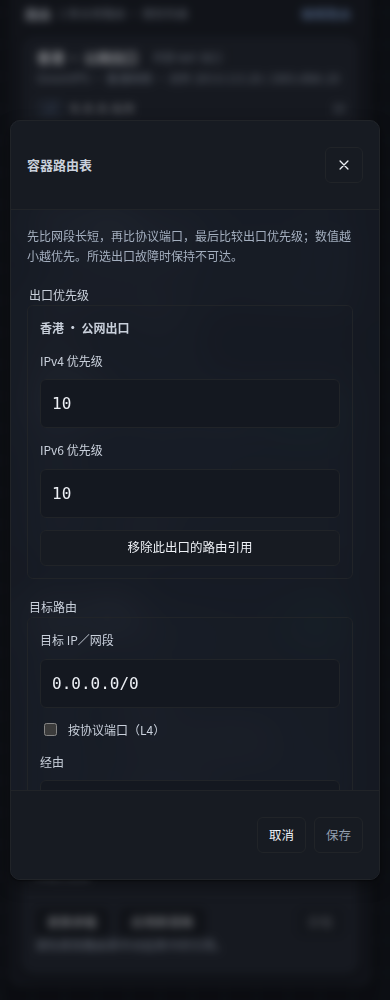 容器路由表
先比网段长短，再比协议端口，最后比较出口优先级；数值越
小越优先。所选出口故障时保持不可达。
出口优先级
香港 · 公网出口
IPv4 优先级
10
IPv6 优先级
10
移除此出口的路由引用
目标路由
目标 IP／网段
0.0.0.0/0
按协议端口（L4）
经由
取消
保存